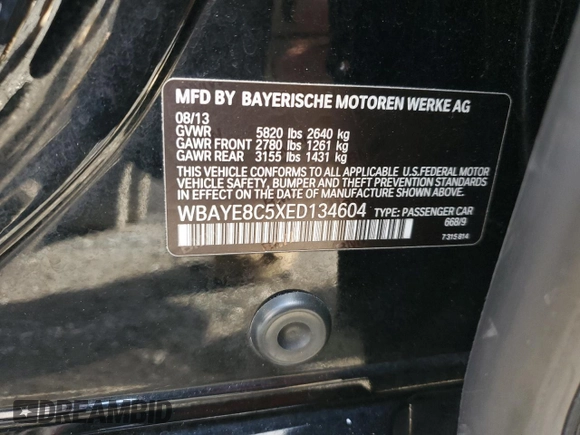 MFD BY BAYERISCHE MOTOREN WERKE AG
08/13
GVWR 5820 lbs 2640 kg
GAWR FRONT 2780 lbs 1261 kg
GAWR REAR 3155 lbs 1431 kg
THIS VEHICLE CONFORMS TO ALL APPLICABLE U.S.FEDERAL MOTOR
VEHICLE SAFETY, BUMPER, AND THEFT PREVENTION STANDARDS
IN EFFECT ON THE DATE OF MANUFACTURE SHOWN ABOVE.
WBAYE8C5XED134604 TYPE: PASSENGER CAR
668/9
7315814
DREAMBID